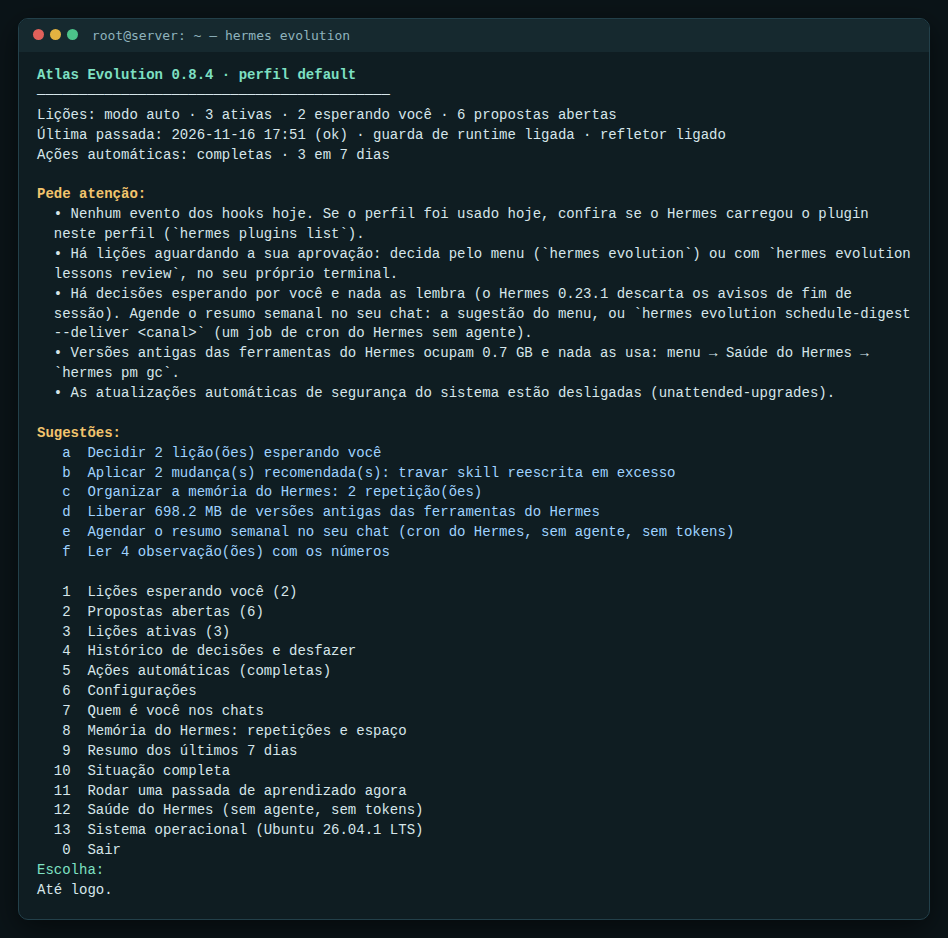 root@server: ~ — hermes evolution
Atlas Evolution 0.8.4 · perfil default
──────────────────────────────────────────
Lições: modo auto · 3 ativas · 2 esperando você · 6 propostas abertas
Última passada: 2026-11-16 17:51 (ok) · guarda de runtime ligada · refletor ligado
Ações automáticas: completas · 3 em 7 dias
Pede atenção:
• Nenhum evento dos hooks hoje. Se o perfil foi usado hoje, confira se o Hermes carregou o plugin
neste perfil (`hermes plugins list`).
• Há lições aguardando a sua aprovação: decida pelo menu (`hermes evolution`) ou com `hermes evolution
lessons review`, no seu próprio terminal.
• Há decisões esperando por você e nada as lembra (o Hermes 0.23.1 descarta os avisos de fim de
sessão). Agende o resumo semanal no seu chat: a sugestão do menu, ou `hermes evolution schedule-digest
--deliver <canal>` (um job de cron do Hermes sem agente).
• Versões antigas das ferramentas do Hermes ocupam 0.7 GB e nada as usa: menu → Saúde do Hermes →
`hermes pm gc`.
• As atualizações automáticas de segurança do sistema estão desligadas (unattended-upgrades).
Sugestões:
a  Decidir 2 lição(ões) esperando você
b  Aplicar 2 mudança(s) recomendada(s): travar skill reescrita em excesso
c  Organizar a memória do Hermes: 2 repetição(ões)
d  Liberar 698.2 MB de versões antigas das ferramentas do Hermes
e  Agendar o resumo semanal no seu chat (cron do Hermes, sem agente, sem tokens)
f  Ler 4 observação(ões) com os números
1  Lições esperando você (2)
2  Propostas abertas (6)
3  Lições ativas (3)
4  Histórico de decisões e desfazer
5  Ações automáticas (completas)
6  Configurações
7  Quem é você nos chats
8  Memória do Hermes: repetições e espaço
9  Resumo dos últimos 7 dias
10  Situação completa
11  Rodar uma passada de aprendizado agora
12  Saúde do Hermes (sem agente, sem tokens)
13  Sistema operacional (Ubuntu 26.04.1 LTS)
0  Sair
Escolha:
Até logo.